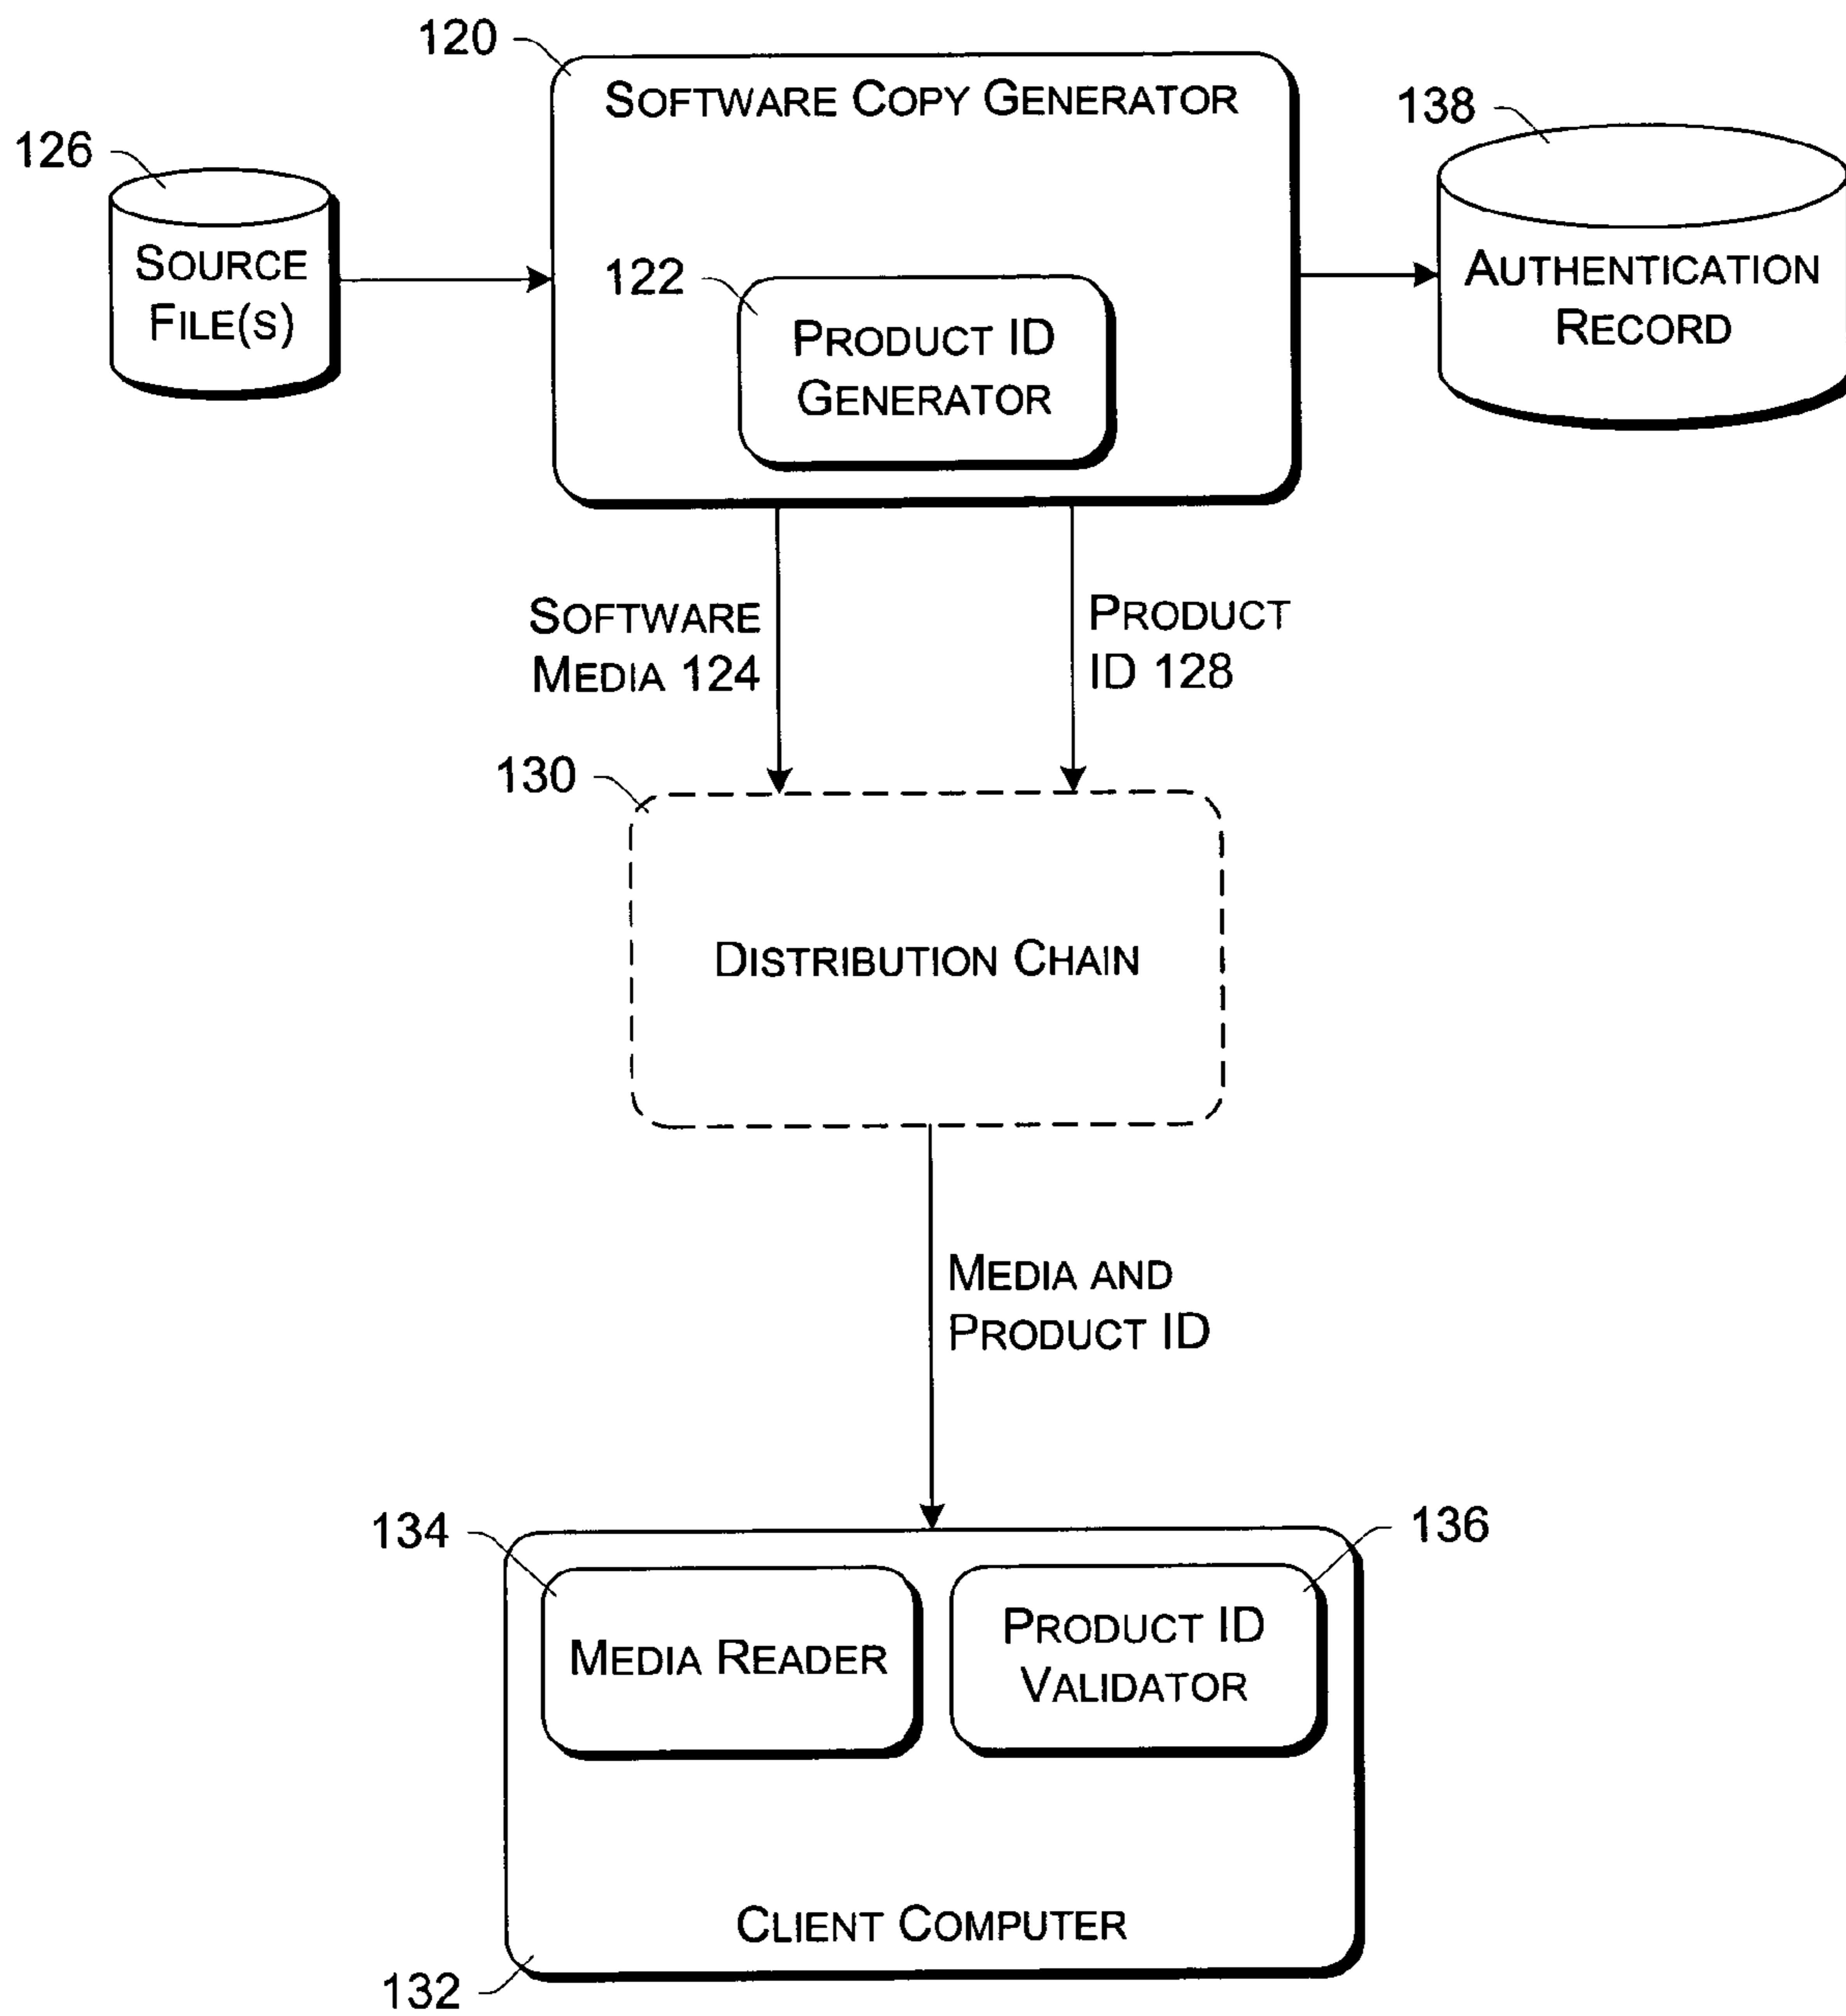 120
SOFTWARE COPY GENERATOR
138
126
SOURCE
FILE(S)
122
PRODUCT ID
GENERATOR
AUTHENTICATION
RECORD
SOFTWARE
MEDIA 124
PRODUCT
ID 128
130
DISTRIBUTION CHAIN
MEDIA AND
PRODUCT ID
134
136
MEDIA READER
PRODUCT ID
VALIDATOR
CLIENT COMPUTER
132